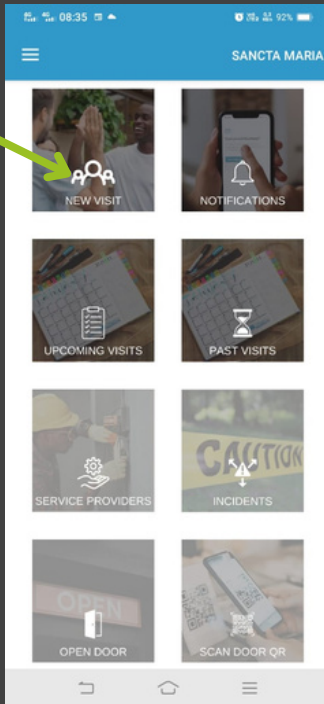 08:35
92%
SANCTA MARIA
NEW VISIT
NOTIFICATIONS
UPCOMING VISITS
PAST VISITS
SERVICE PROVIDERS
CAUTION
INCIDENTS
OPEN
OPEN DOOR
SCAN DOOR QR